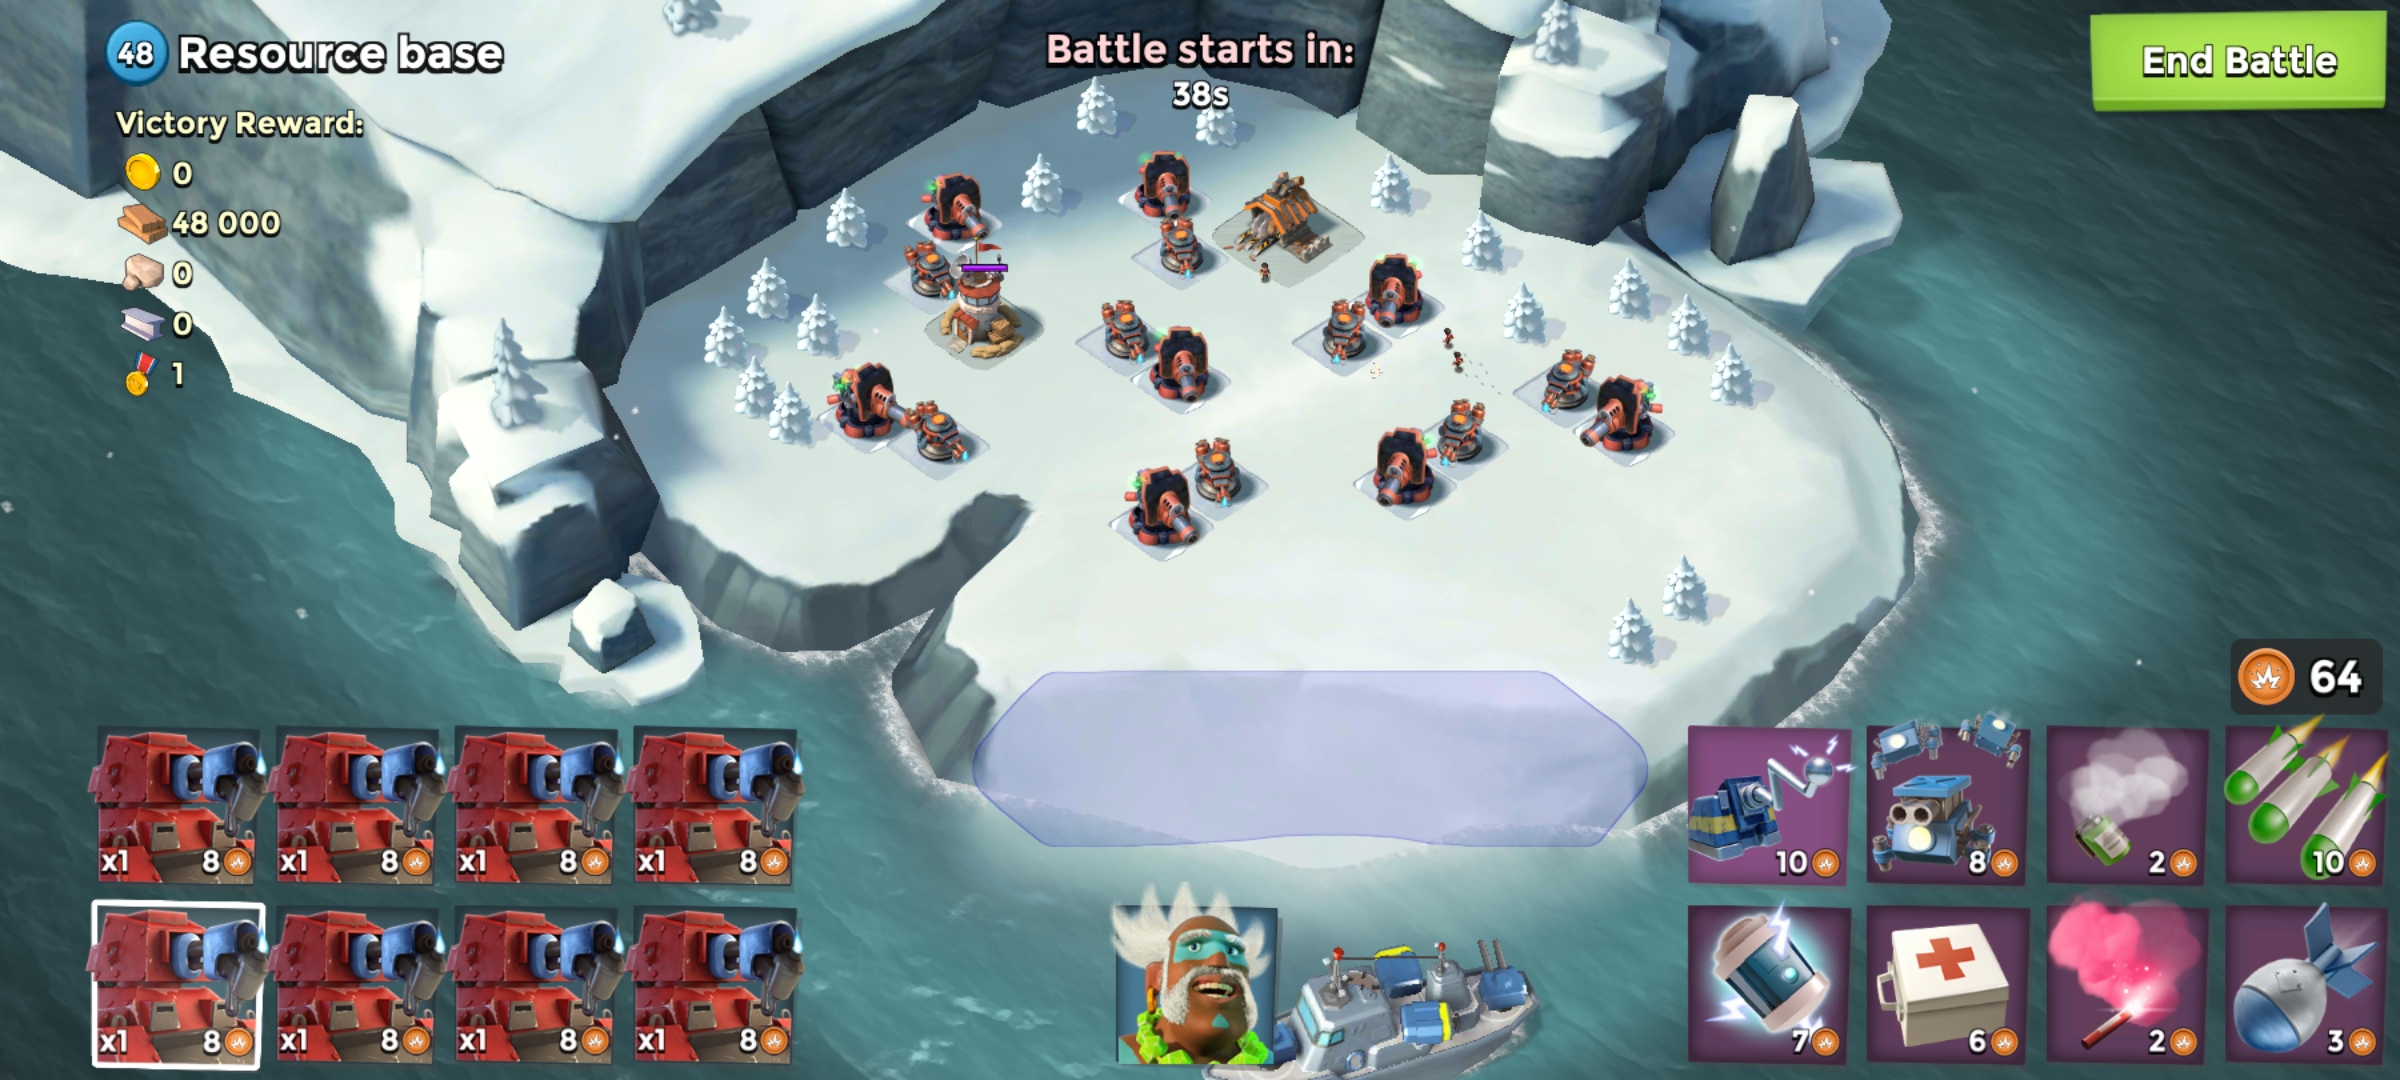 48 Resource base
Battle starts in:
38s
End Battle
Victory Reward:
0
48 000
0
0
1
64
x1 8
x1 8
x1 8
x1 8
10
8
2
10
x1 8
x1 8
x1 8
x1 8
7
6
2
3